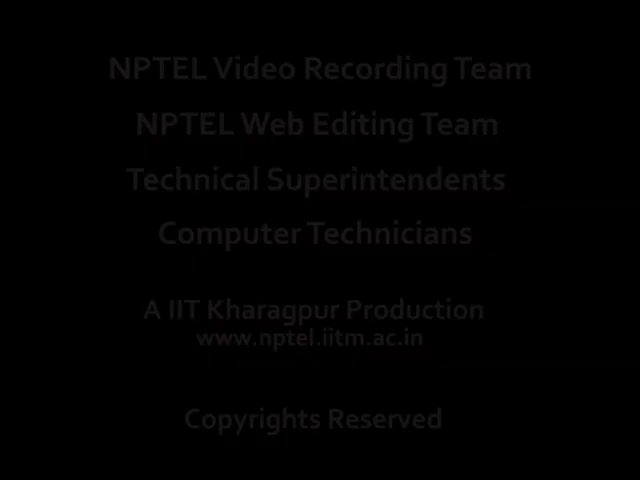 NPTEL Video Recording Team
NPTEL Web Editing Team
Technical Superintendents
Computer Technicians
A IIT Kharagpur Production
www.nptel.iitm.ac.in
Copyrights Reserved